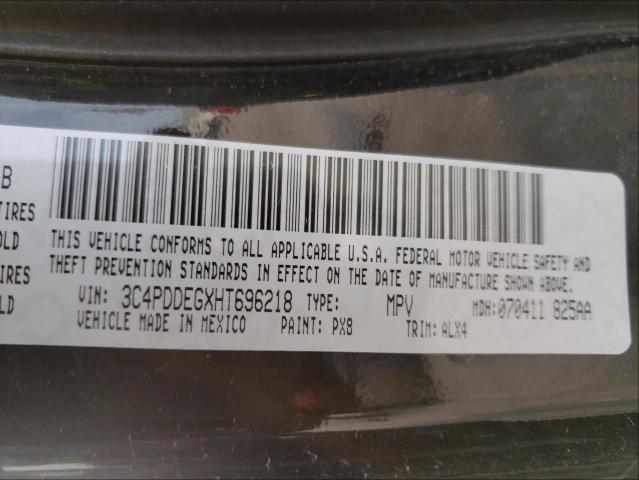 B
TIRES
OLD
THIS VEHICLE CONFORMS TO ALL APPLICABLE U.S.A. FEDERAL MOTOR VEHICLE SAFETY AND
THEFT PREVENTION STANDARDS IN EFFECT ON THE DATE OF MANUFACTURE SHOWN ABOVE.
VIN: 3C4PDDEGXHT696218 TYPE: MPV MDH:070411 825AA
VEHICLE MADE IN MEXICO PAINT: PX8 TRIM: ALX4
B
TIRES
OLD